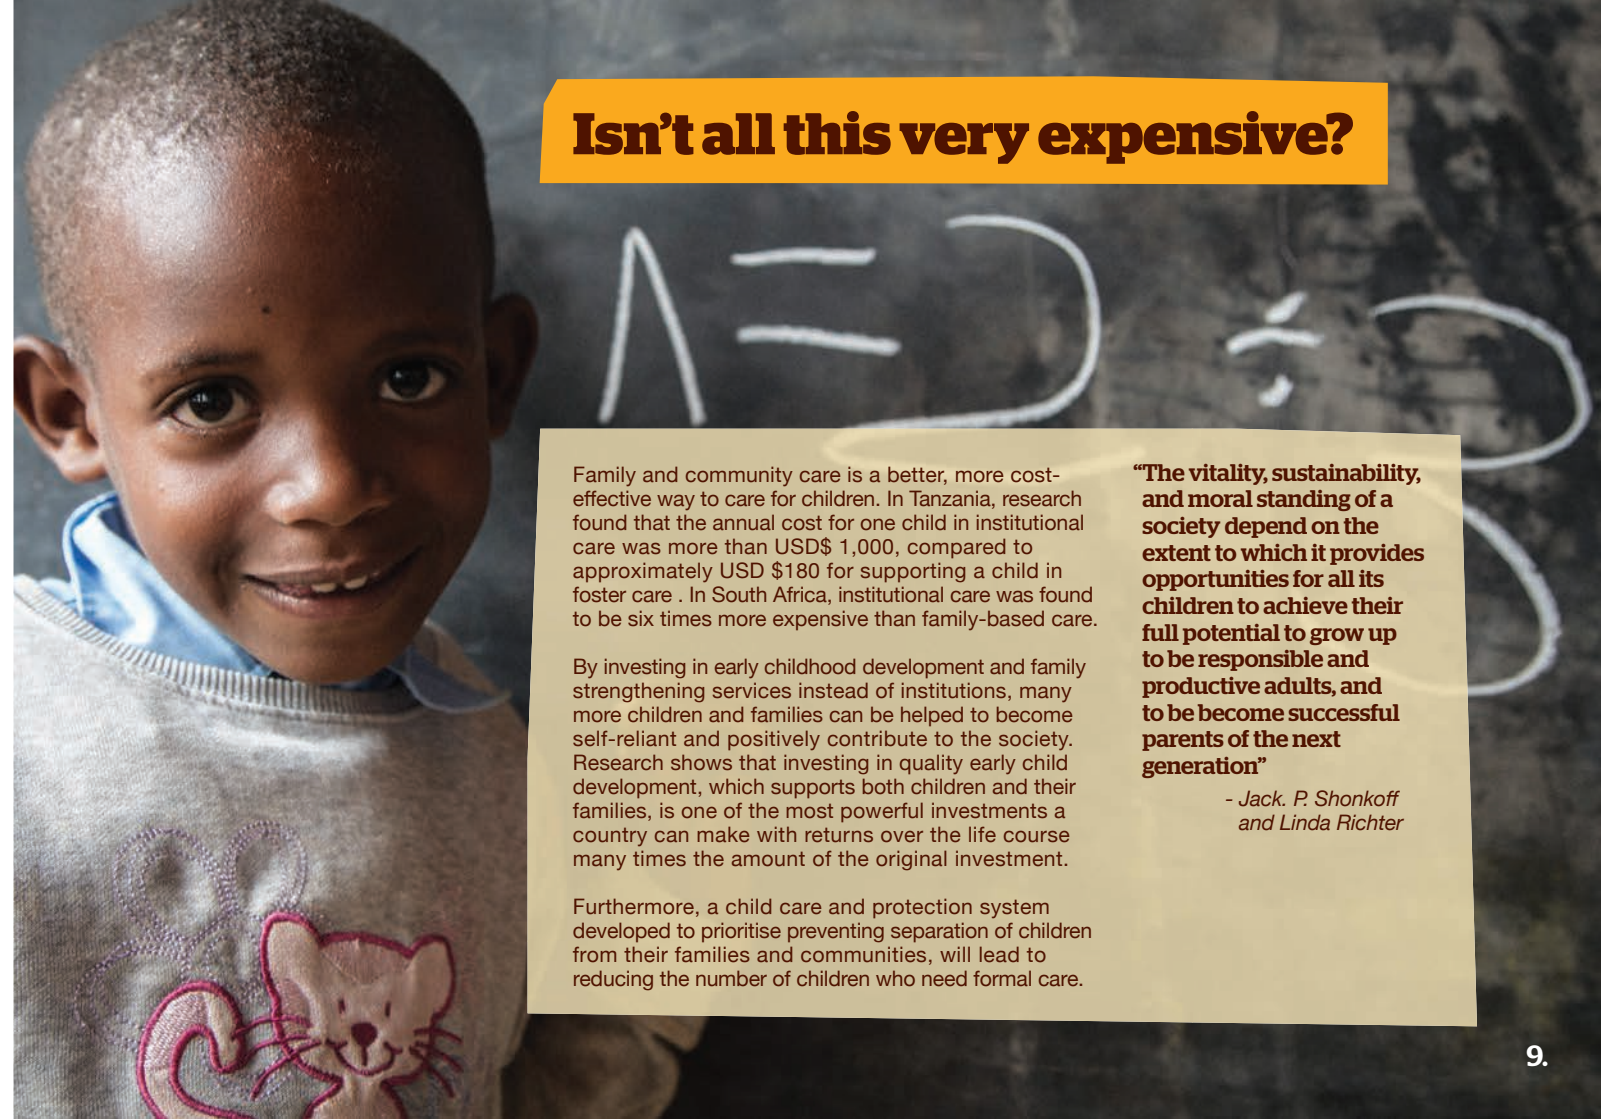 Isn't all this very expensive?
Family and community care is a better, more cost-
effective way to care for children. In Tanzania, research
found that the annual cost for one child in institutional
care was more than USD$ 1,000, compared to
approximately USD $180 for supporting a child in
foster care . In South Africa, institutional care was found
to be six times more expensive than family-based care.
By investing in early childhood development and family
strengthening services instead of institutions, many
more children and families can be helped to become
self-reliant and positively contribute to the society.
Research shows that investing in quality early child
development, which supports both children and their
families, is one of the most powerful investments a
country can make with returns over the life course
many times the amount of the original investment.
Furthermore, a child care and protection system
developed to prioritise preventing separation of children
from their families and communities, will lead to
reducing the number of children who need formal care.
“The vitality, sustainability,
and moral standing of a
society depend on the
extent to which it provides
opportunities for all its
children to achieve their
full potential to grow up
to be responsible and
productive adults, and
to be become successful
parents of the next
generation”
- Jack. P. Shonkoff
and Linda Richter
9.